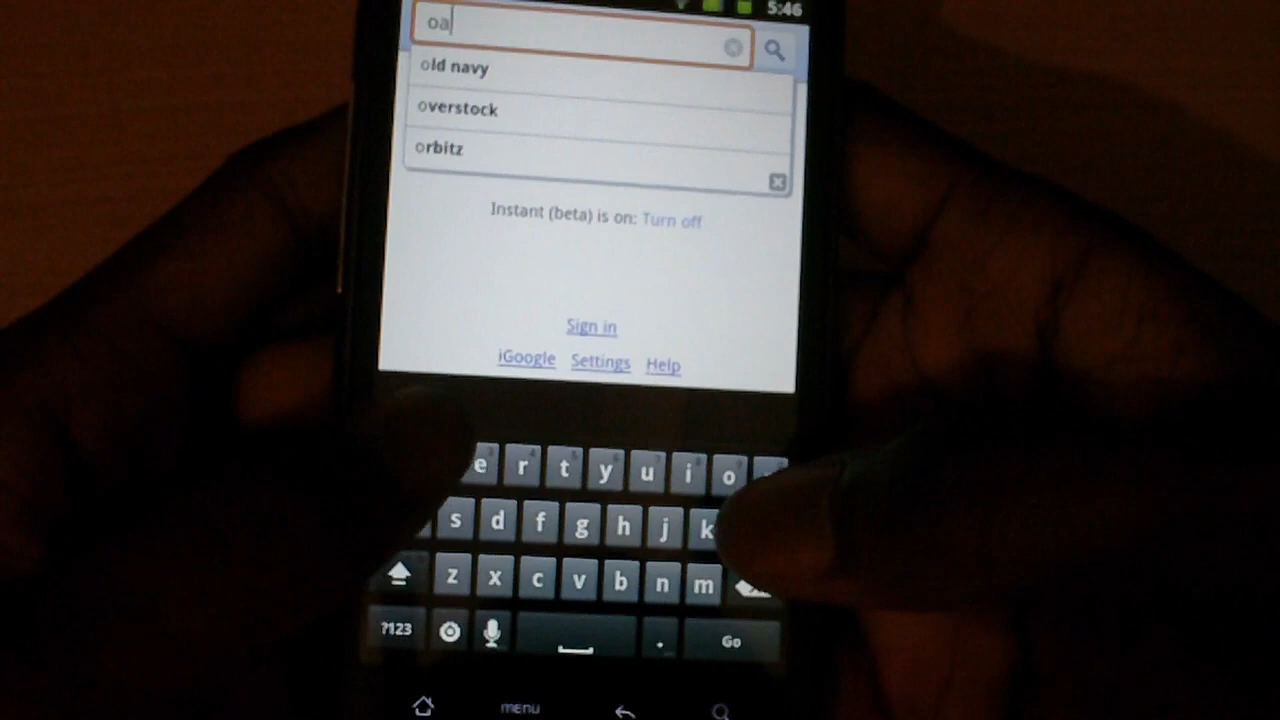 5:46
oa
old navy
overstock
orbitz
Instant (beta) is on: Turn off
Sign in
iGoogle Settings Help
e r t y u i o
s d f g h j k
z x c v b n m
?123 . Go
menu